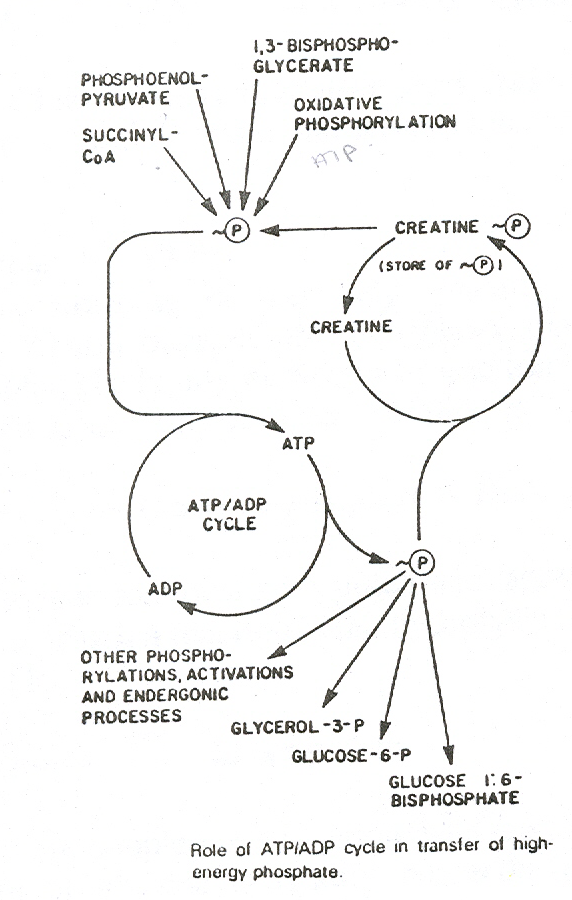 1,3-BISPHOSPHO-
GLYCERATE
PHOSPHOENOL-
PYRUVATE
OXIDATIVE
PHOSPHORYLATION
SUCCINYL-
CoA
ATP
~P
CREATINE ~P
(STORE OF ~P)
CREATINE
ATP
ATP/ADP
CYCLE
~P
ADP
OTHER PHOSPHO-
RYLATIONS, ACTIVATIONS
AND ENDERGONIC
PROCESSES
GLYCEROL-3-P
GLUCOSE-6-P
GLUCOSE 1:6-
BISPHOSPHATE
Role of ATP/ADP cycle in transfer of high-
energy phosphate.